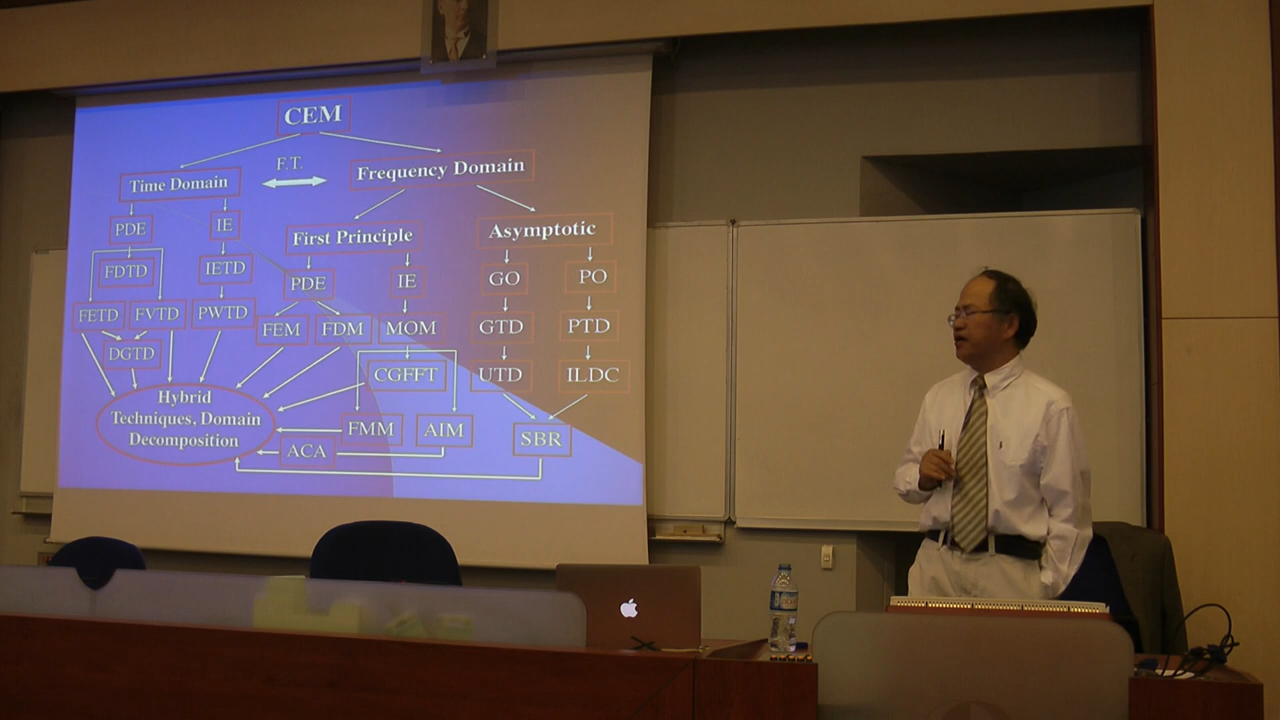 CEM
F.T.
Time Domain
Frequency Domain
PDE
IE
First Principle
Asymptotic
FDTD
IETD
PDE
IE
GO
PO
FETD
FVTD
PWTD
FEM
FDM
MOM
GTD
PTD
DGTD
CGFFT
UTD
ILDC
Hybrid
Techniques, Domain
Decomposition
FMM
AIM
SBR
ACA